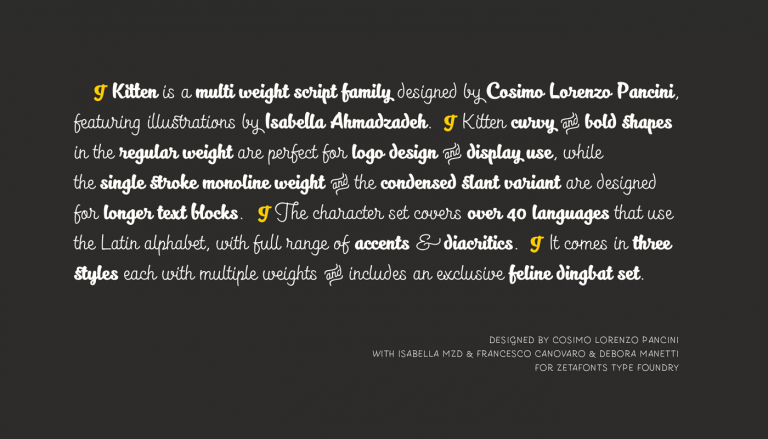 ¶ Kitten is a multi weight script family designed by Cosimo Lorenzo Pancini,
featuring illustrations by Isabella Ahmadzadeh. ¶ Kitten curvy and bold shapes
in the regular weight are perfect for logo design and display use, while
the single stroke monoline weight and the condensed slant variant are designed
for longer text blocks. ¶ The character set covers over 40 languages that use
the Latin alphabet, with full range of accents & diacritics. ¶ It comes in three
styles each with multiple weights and includes an exclusive feline dingbat set.
DESIGNED BY COSIMO LORENZO PANCINI
WITH ISABELLA MZD & FRANCESCO CANOVARO & DEBORA MANETTI
FOR ZETAFONTS TYPE FOUNDRY